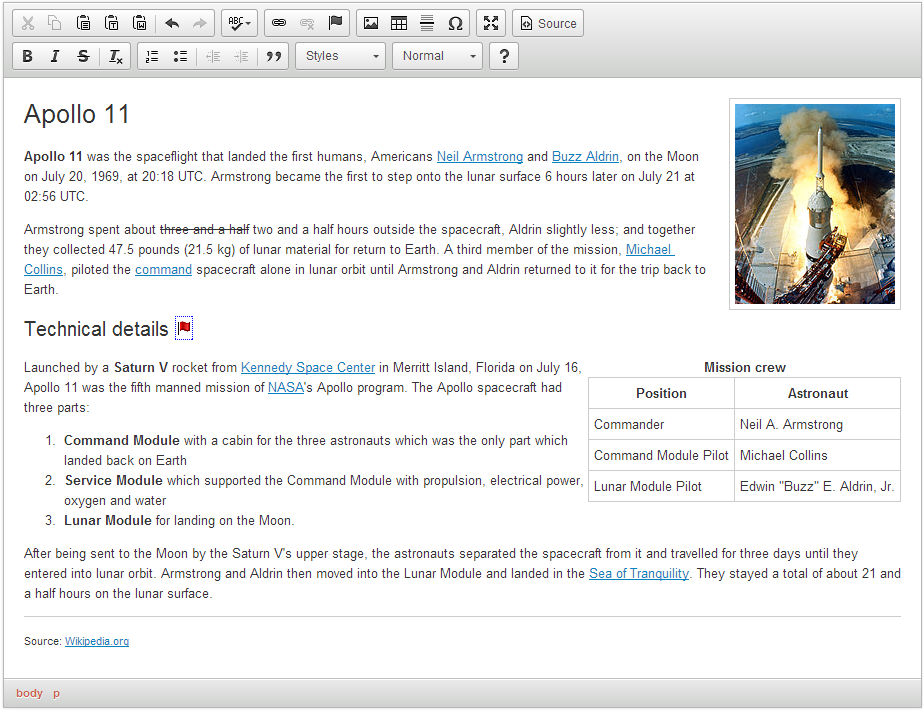 ABC
Source
B I S Ix
Styles
Normal
?
Apollo 11
Apollo 11 was the spaceflight that landed the first humans, Americans Neil Armstrong and Buzz Aldrin, on the Moon
on July 20, 1969, at 20:18 UTC. Armstrong became the first to step onto the lunar surface 6 hours later on July 21 at
02:56 UTC.
Armstrong spent about three and a half two and a half hours outside the spacecraft, Aldrin slightly less; and together
they collected 47.5 pounds (21.5 kg) of lunar material for return to Earth. A third member of the mission, Michael
Collins, piloted the command spacecraft alone in lunar orbit until Armstrong and Aldrin returned to it for the trip back to
Earth.
Technical details
Launched by a Saturn V rocket from Kennedy Space Center in Merritt Island, Florida on July 16,
Apollo 11 was the fifth manned mission of NASA's Apollo program. The Apollo spacecraft had
three parts:
1. Command Module with a cabin for the three astronauts which was the only part which
landed back on Earth
2. Service Module which supported the Command Module with propulsion, electrical power,
oxygen and water
3. Lunar Module for landing on the Moon.
Mission crew
Position Astronaut
Commander Neil A. Armstrong
Command Module Pilot Michael Collins
Lunar Module Pilot Edwin "Buzz" E. Aldrin, Jr.
After being sent to the Moon by the Saturn V's upper stage, the astronauts separated the spacecraft from it and travelled for three days until they
entered into lunar orbit. Armstrong and Aldrin then moved into the Lunar Module and landed in the Sea of Tranquility. They stayed a total of about 21 and
a half hours on the lunar surface.
Source: Wikipedia.org
body p